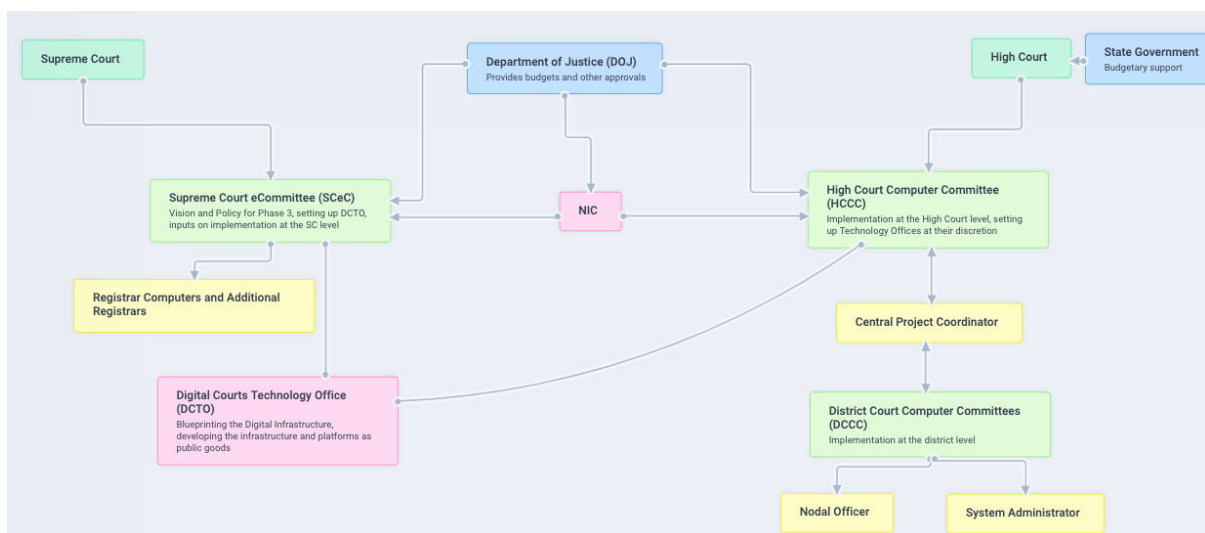 Supreme Court
Department of Justice (DOJ)
Provides budgets and other approvals
High Court
State Government
Budgetary support
Supreme Court eCommittee (SCeC)
Vision and Policy for Phase 3, setting up DCTO,
inputs on implementation at the SC level
NIC
High Court Computer Committee
(HCCC)
Implementation at the High Court level, setting
up Technology Offices at their discretion
Registrar Computers and Additional
Registrars
Central Project Coordinator
Digital Courts Technology Office
(DCTO)
Blueprinting the Digital Infrastructure,
developing the infrastructure and platforms as
public goods
District Court Computer Committees
(DCCC)
Implementation at the district level
Nodal Officer
System Administrator